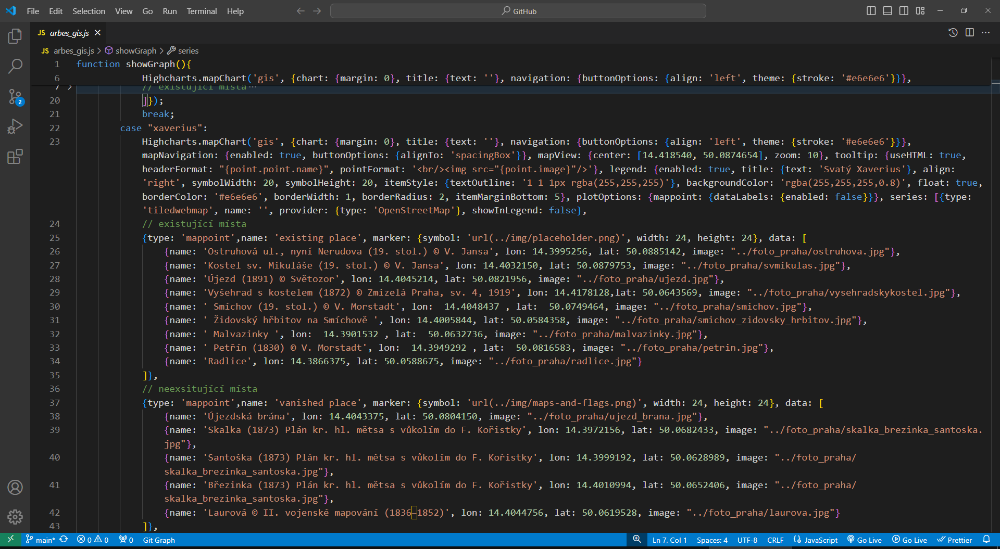 File Edit Selection View Go Run Terminal Help
GitHub
JS arbes_gis.js
JS arbes_gis.js > showGraph > series
1 function showGraph(){
6 Highcharts.mapChart('gis', {chart: {margin: 0}, title: {text: ''}, navigation: {buttonOptions: {align: 'left', theme: {stroke: '#e6e6e6'}}},
7 // existující místa ...
20 ]});
21 break;
22 case "xaverius":
23 Highcharts.mapChart('gis', {chart: {margin: 0}, title: {text: ''}, navigation: {buttonOptions: {align: 'left', theme: {stroke: '#e6e6e6'}}},
mapNavigation: {enabled: true, buttonOptions: {alignTo: 'spacingBox'}}, mapView: {center: [14.418540, 50.0874654], zoom: 10}, tooltip: {useHTML: true,
headerFormat: "{point.point.name}", pointFormat: '<br/><img src="{point.image}"/>'}, legend: {enabled: true, title: {text: 'Svatý Xaverius'}, align:
'right', symbolWidth: 20, symbolHeight: 20, itemStyle: {textOutline: '1 1 1px rgba(255,255,255)'}, backgroundColor: 'rgba(255,255,255,0.8)', float: true,
borderColor: '#e6e6e6', borderWidth: 1, borderRadius: 2, itemMarginBottom: 5}, plotOptions: {mappoint: {dataLabels: {enabled: false}}}, series: [{type:
'tiledwebmap', name: '', provider: {type: 'OpenStreetMap'}, showInLegend: false},
24 // existující místa
25 {type: 'mappoint',name: 'existing place', marker: {symbol: 'url(../img/placeholder.png)', width: 24, height: 24}, data: [
26 {name: 'Ostruhová ul., nyní Nerudova (19. stol.) © V. Jansa', lon: 14.3995256, lat: 50.0885142, image: "../foto_praha/ostruhova.jpg"},
27 {name: 'Kostel sv. Mikuláše (19. stol.) © V. Jansa', lon: 14.4032150, lat: 50.0879753, image: "../foto_praha/svmikulas.jpg"},
28 {name: 'Újezd (1891) © Světozor', lon: 14.4045214, lat: 50.0821956, image: "../foto_praha/ujezd.jpg"},
29 {name: 'Vyšehrad s kostelem (1872) © Zmizelá Praha, sv. 4, 1919', lon: 14.4178128,lat: 50.0643569, image: "../foto_praha/vysehradskykostel.jpg"},
30 {name: ' Smíchov (19. stol.) © V. Morstadt', lon:  14.4048437 , lat:  50.0749464, image: "../foto_praha/smichov.jpg"},
31 {name: ' Židovský hřbitov na Smíchově ', lon: 14.4005844, lat: 50.0584358, image: "../foto_praha/smichov_zidovsky_hrbitov.jpg"},
32 {name: ' Malvazinky ', lon:  14.3901532 , lat:  50.0632736, image: "../foto_praha/malvazinky.jpg"},
33 {name: ' Petřín (1830) © V. Morstadt', lon:  14.3949292 , lat:  50.0816583, image: "../foto_praha/petrin.jpg"},
34 {name: 'Radlice', lon: 14.3866375, lat: 50.0588675, image: "../foto_praha/radlice.jpg"}
35 ]},
36 // neexsitující místa
37 {type: 'mappoint',name: 'vanished place', marker: {symbol: 'url(../img/maps-and-flags.png)', width: 24, height: 24}, data: [
38 {name: 'Újezdská brána', lon: 14.4043375, lat: 50.0804150, image: "../foto_praha/ujezd_brana.jpg"},
39 {name: 'Skalka (1873) Plán kr. hl. mětsa s vůkolím do F. Kořistky', lon: 14.3972156, lat: 50.0682433, image: "../foto_praha/skalka_brezinka_santoska.
jpg"},
40 {name: 'Santoška (1873) Plán kr. hl. mětsa s vůkolím do F. Kořistky', lon: 14.3999192, lat: 50.0628989, image: "../foto_praha/
skalka_brezinka_santoska.jpg"},
41 {name: 'Březinka (1873) Plán kr. hl. mětsa s vůkolím do F. Kořistky', lon: 14.4010994, lat: 50.0652406, image: "../foto_praha/
skalka_brezinka_santoska.jpg"},
42 {name: 'Laurová © II. vojenské mapování (1836–1852)', lon: 14.4044756, lat: 50.0619528, image: "../foto_praha/laurova.jpg"}
43 ]},
2
main* 0 0 0 Git Graph Ln 7, Col 1 Spaces: 4 UTF-8 CRLF JavaScript Go Live Go Live Prettier